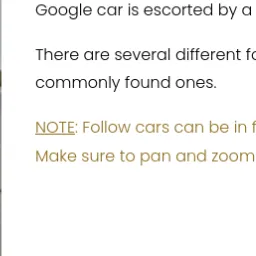 Google car is escorted by a
There are several different
commonly found ones.
NOTE: Follow cars can be in
Make sure to pan and zoom